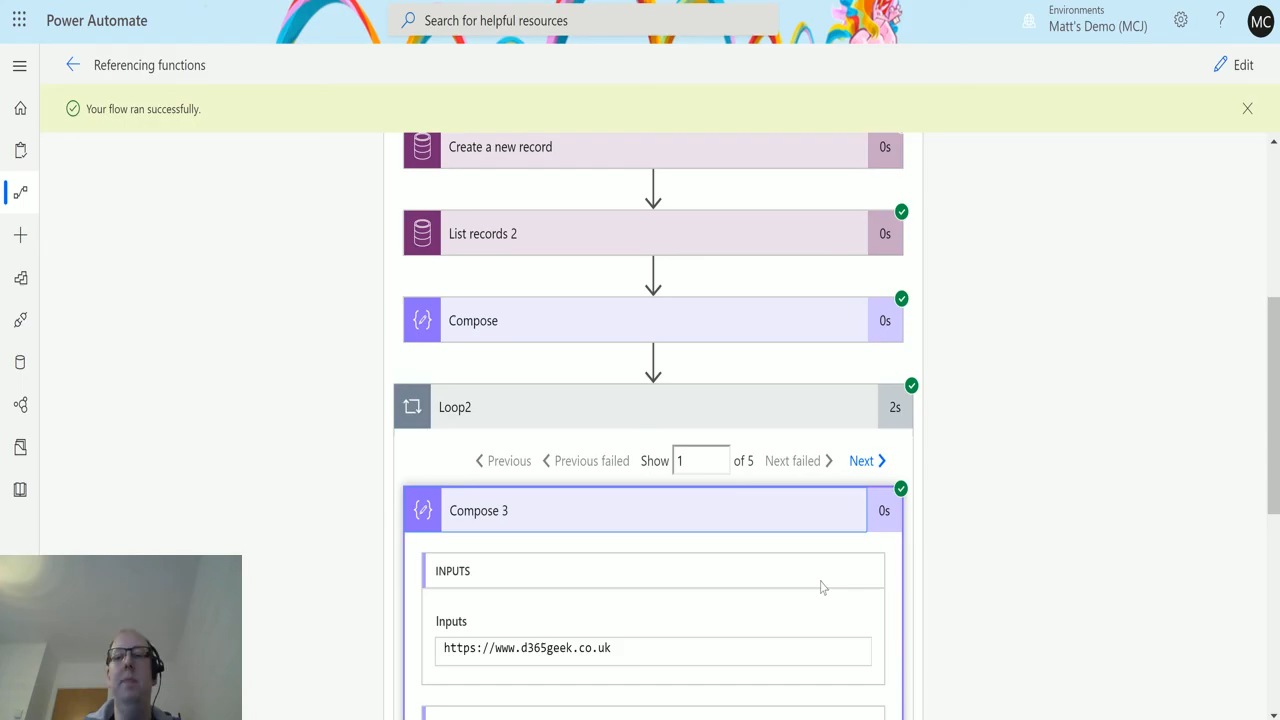 Power Automate
Search for helpful resources
Environments
Matt's Demo (MCJ)
MC
Referencing functions
Edit
Your flow ran successfully.
Create a new record
0s
List records 2
0s
Compose
0s
Loop2
2s
Previous
Previous failed
Show
1
of 5
Next failed
Next
Compose 3
0s
INPUTS
Inputs
https://www.d365geek.co.uk